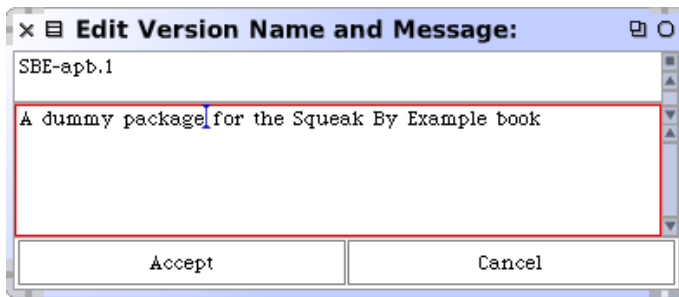 Edit Version Name and Message:
SBE-apb.1
A dummy package for the Squeak By Example book
Accept
Cancel